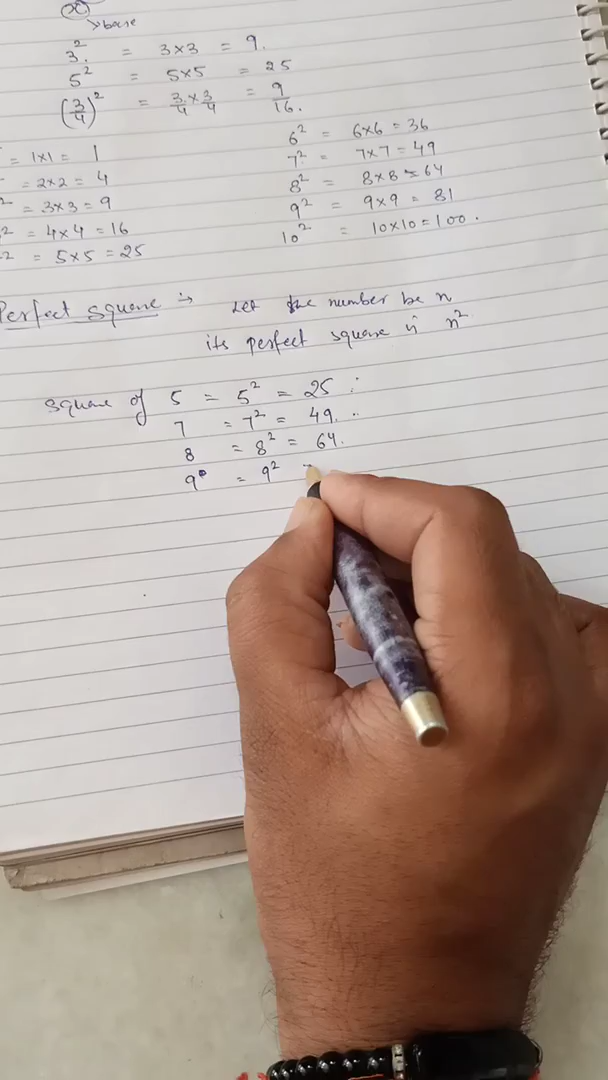 x
> base
3² = 3×3 = 9.
5² = 5×5 = 25
(3/4)² = 3/4 × 3/4 = 9/16.
= 1×1 = 1
= 2×2 = 4
² = 3×3 = 9
² = 4×4 = 16
² = 5×5 = 25
6² = 6×6 = 36
7² = 7×7 = 49
8² = 8×8 = 64
9² = 9×9 = 81
10² = 10×10 = 100.
Perfect square :→ Let the number be n
its perfect square is n².
square of 5 = 5² = 25
7 = 7² = 49.
8 = 8² = 64.
9 = 9²